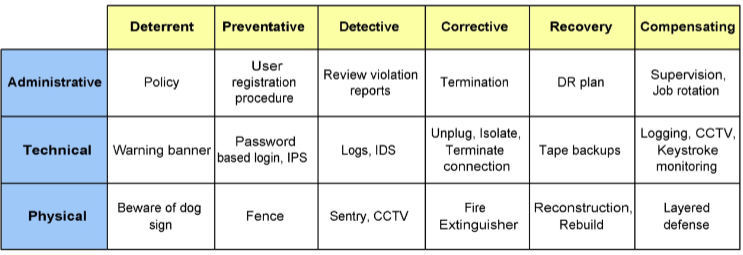 Deterrent Preventative Detective Corrective Recovery Compensating
Administrative
Policy
User
registration
procedure
Review violation
reports
Termination
DR plan
Supervision,
Job rotation
Technical
Warning banner
Password
based login, IPS
Logs, IDS
Unplug, Isolate,
Terminate
connection
Tape backups
Logging, CCTV,
Keystroke
monitoring
Physical
Beware of dog
sign
Fence
Sentry, CCTV
Fire
Extinguisher
Reconstruction,
Rebuild
Layered
defense